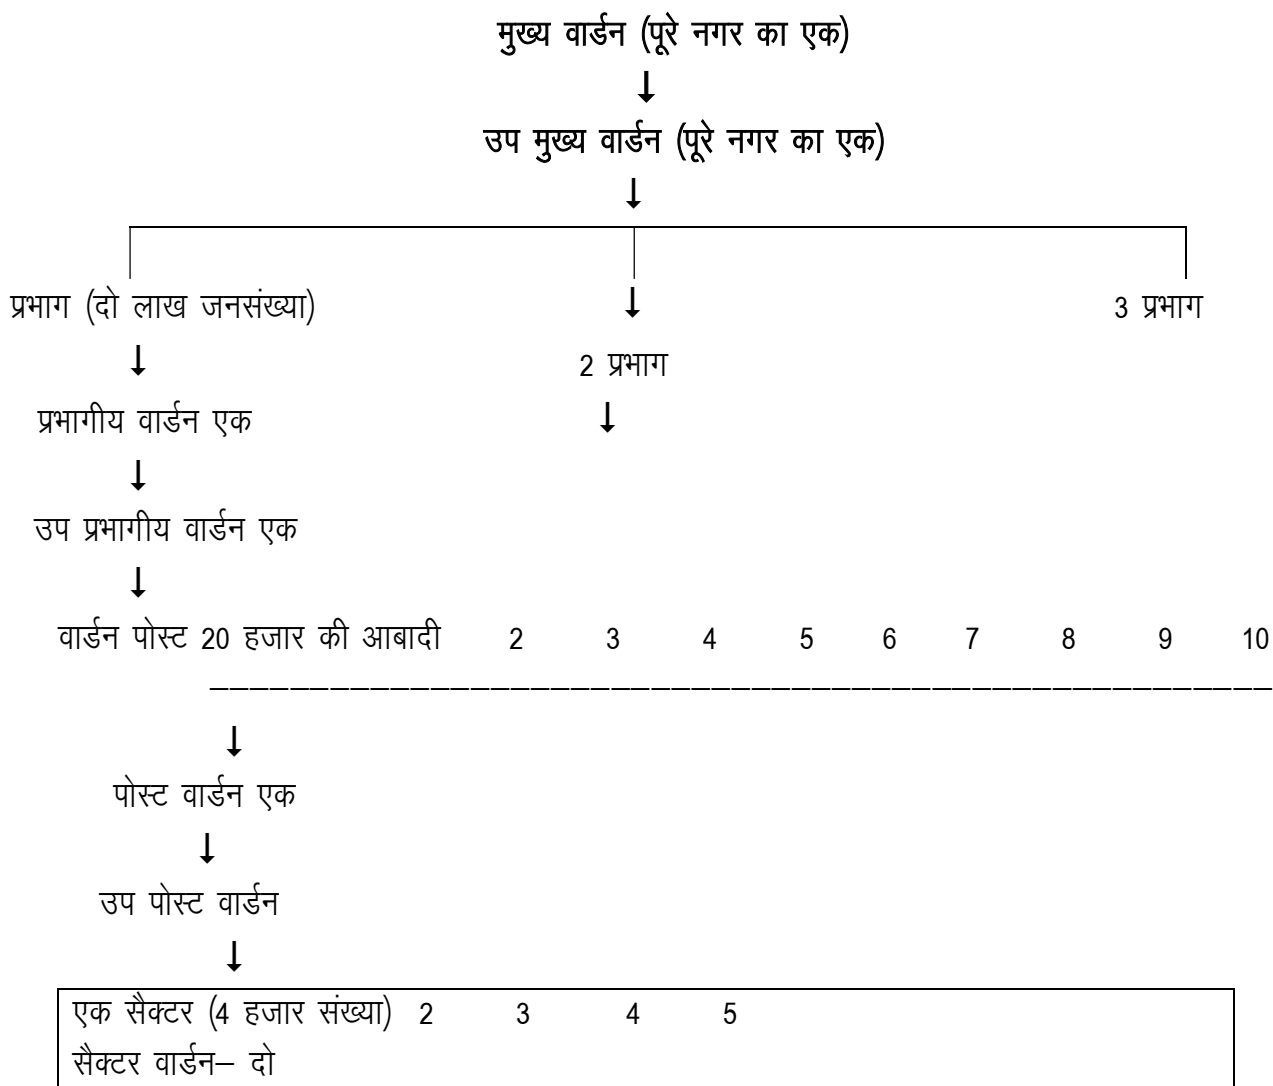 मुख्य वार्डन (पूरे नगर का एक)
↓
उप मुख्य वार्डन (पूरे नगर का एक)
↓
प्रभाग (दो लाख जनसंख्या) ↓ 3 प्रभाग
↓ 2 प्रभाग
प्रभागीय वार्डन एक ↓
↓
उप प्रभागीय वार्डन एक
↓
वार्डन पोस्ट 20 हजार की आबादी 2 3 4 5 6 7 8 9 10
↓
पोस्ट वार्डन एक
↓
उप पोस्ट वार्डन
↓
एक सैक्टर (4 हजार संख्या) 2 3 4 5
सैक्टर वार्डन– दो